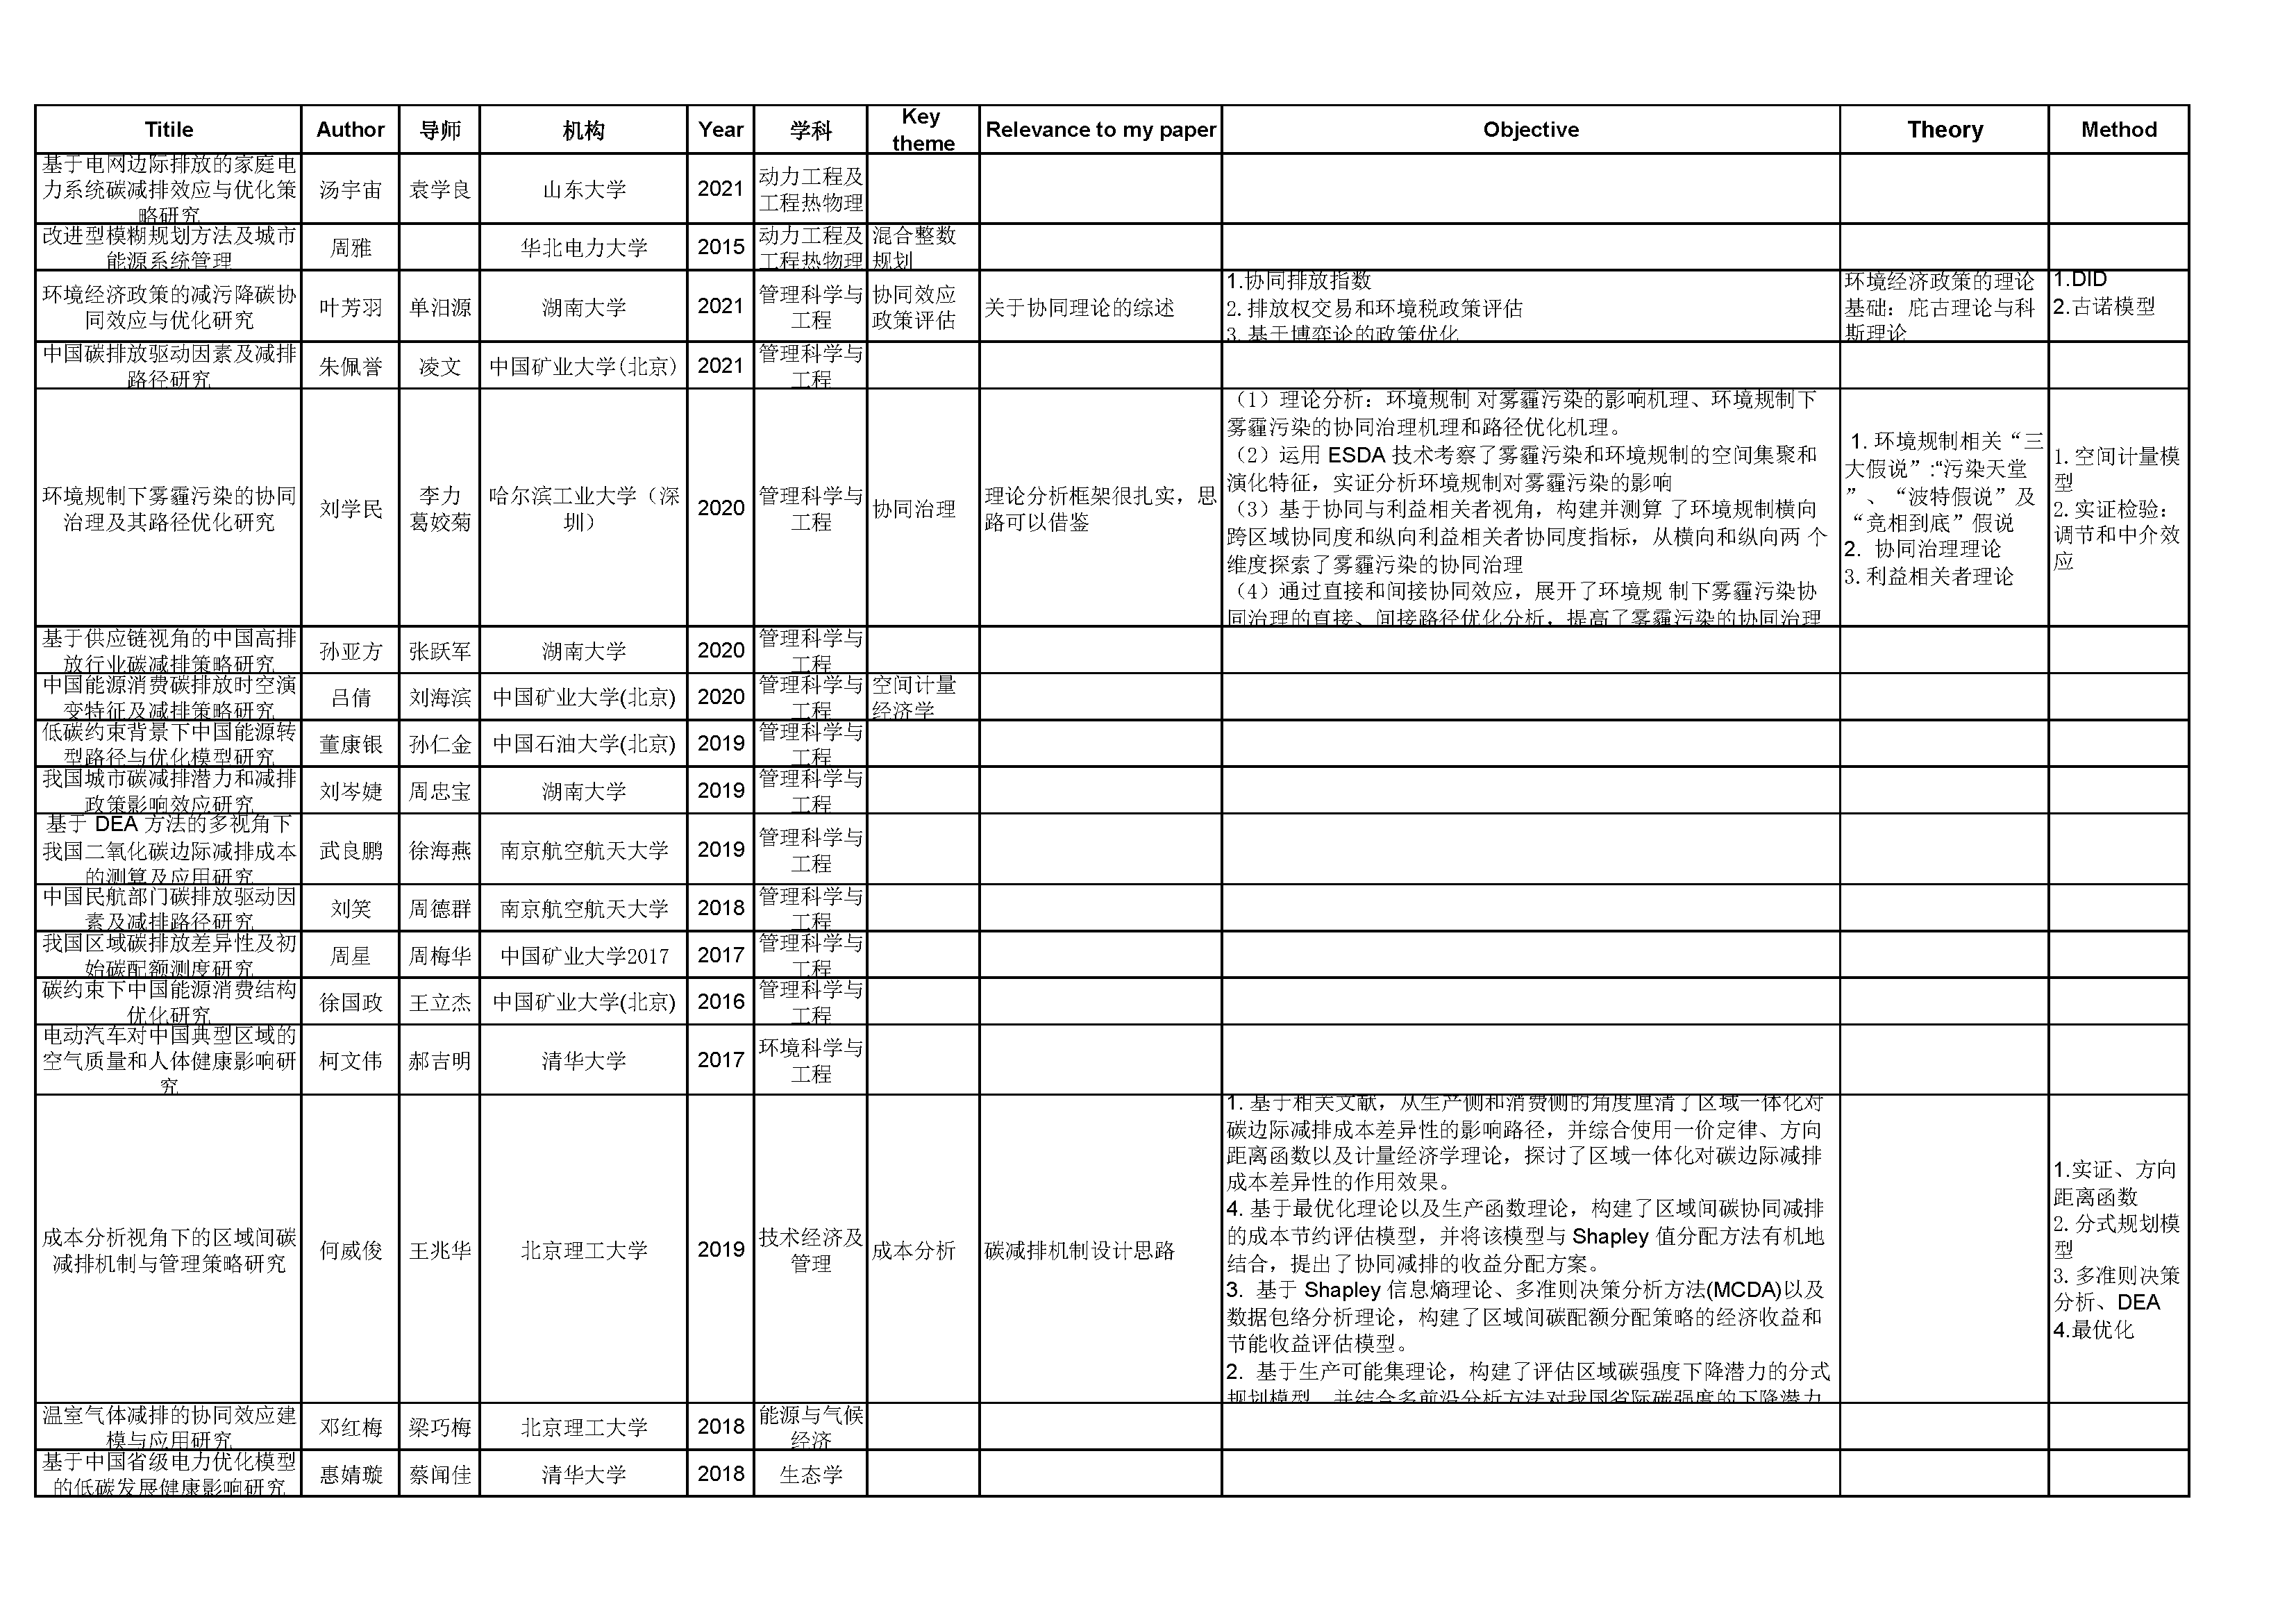 Titile Author 导师 机构 Year 学科 Key theme Relevance to my paper Objective Theory Method
基于电网边际排放的家庭电
力系统碳减排效应与优化策
略研究
汤宇宙 袁学良 山东大学 2021 动力工程及
工程热物理
改进型模糊规划方法及城市
能源系统管理
周雅 华北电力大学 2015 动力工程及
工程热物理
混合整数
规划
环境经济政策的减污降碳协
同效应与优化研究
叶芳羽 单汨源 湖南大学 2021 管理科学与
工程
协同效应
政策评估
关于协同理论的综述
1.协同排放指数
2. 排放权交易和环境税政策评估
3. 基于博弈论的政策优化
环境经济政策的理论
基础：庇古理论与科
斯理论
1.DID
2.古诺模型
中国碳排放驱动因素及减排
路径研究
朱佩誉 凌文 中国矿业大学(北京) 2021 管理科学与
工程
环境规制下雾霾污染的协同
治理及其路径优化研究
刘学民 李力
葛姣菊
哈尔滨工业大学（深
圳）
2020 管理科学与
工程
协同治理
理论分析框架很扎实，思
路可以借鉴
（1）理论分析：环境规制 对雾霾污染的影响机理、环境规制下
雾霾污染的协同治理机理和路径优化机理。
（2）运用 ESDA 技术考察了雾霾污染和环境规制的空间集聚和
演化特征，实证分析环境规制对雾霾污染的影响
（3）基于协同与利益相关者视角，构建并测算 了环境规制横向
跨区域协同度和纵向利益相关者协同度指标，从横向和纵向两 个
维度探索了雾霾污染的协同治理
（4）通过直接和间接协同效应，展开了环境规 制下雾霾污染协
同治理的直接、间接路径优化分析，提高了雾霾污染的协同治理
1. 环境规制相关“三
大假说”:“污染天堂
”、“波特假说”及
“竞相到底”假说
2. 协同治理理论
3. 利益相关者理论
1. 空间计量模
型
2. 实证检验：
调节和中介效
应
基于供应链视角的中国高排
放行业碳减排策略研究
孙亚方 张跃军 湖南大学 2020 管理科学与
工程
中国能源消费碳排放时空演
变特征及减排策略研究
吕倩 刘海滨 中国矿业大学(北京) 2020 管理科学与
工程
空间计量
经济学
低碳约束背景下中国能源转
型路径与优化模型研究
董康银 孙仁金 中国石油大学(北京) 2019 管理科学与
工程
我国城市碳减排潜力和减排
政策影响效应研究
刘岑婕 周忠宝 湖南大学 2019 管理科学与
工程
基于 DEA 方法的多视角下
我国二氧化碳边际减排成本
的测算及应用研究
武良鹏 徐海燕 南京航空航天大学 2019 管理科学与
工程
中国民航部门碳排放驱动因
素及减排路径研究
刘笑 周德群 南京航空航天大学 2018 管理科学与
工程
我国区域碳排放差异性及初
始碳配额测度研究
周星 周梅华 中国矿业大学2017 2017 管理科学与
工程
碳约束下中国能源消费结构
优化研究
徐国政 王立杰 中国矿业大学(北京) 2016 管理科学与
工程
电动汽车对中国典型区域的
空气质量和人体健康影响研
究
柯文伟 郝吉明 清华大学 2017 环境科学与
工程
成本分析视角下的区域间碳
减排机制与管理策略研究
何威俊 王兆华 北京理工大学 2019 技术经济及
管理
成本分析
碳减排机制设计思路
1. 基于相关文献，从生产侧和消费侧的角度厘清了区域一体化对
碳边际减排成本差异性的影响路径，并综合使用一价定律、方向
距离函数以及计量经济学理论，探讨了区域一体化对碳边际减排
成本差异性的作用效果。
4. 基于最优化理论以及生产函数理论，构建了区域间碳协同减排
的成本节约评估模型，并将该模型与 Shapley 值分配方法有机地
结合，提出了协同减排的收益分配方案。
3. 基于 Shapley 信息熵理论、多准则决策分析方法(MCDA)以及
数据包络分析理论，构建了区域间碳配额分配策略的经济收益和
节能收益评估模型。
2. 基于生产可能集理论，构建了评估区域碳强度下降潜力的分式
规划模型，并结合多前沿分析方法对我国省际碳强度的下降潜力
1.实证、方向
距离函数
2. 分式规划模
型
3. 多准则决策
分析、DEA
4.最优化
温室气体减排的协同效应建
模与应用研究
邓红梅 梁巧梅 北京理工大学 2018 能源与气候
经济
基于中国省级电力优化模型
的低碳发展健康影响研究
惠婧璇 蔡闻佳 清华大学 2018 生态学